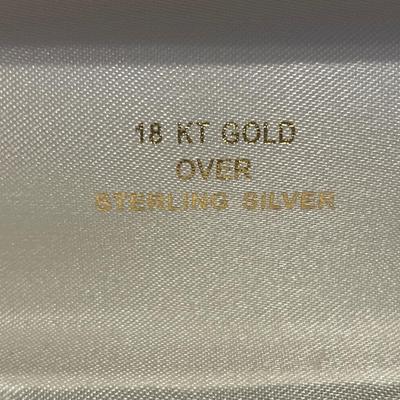 18 KT GOLD
OVER
STERLING SILVER